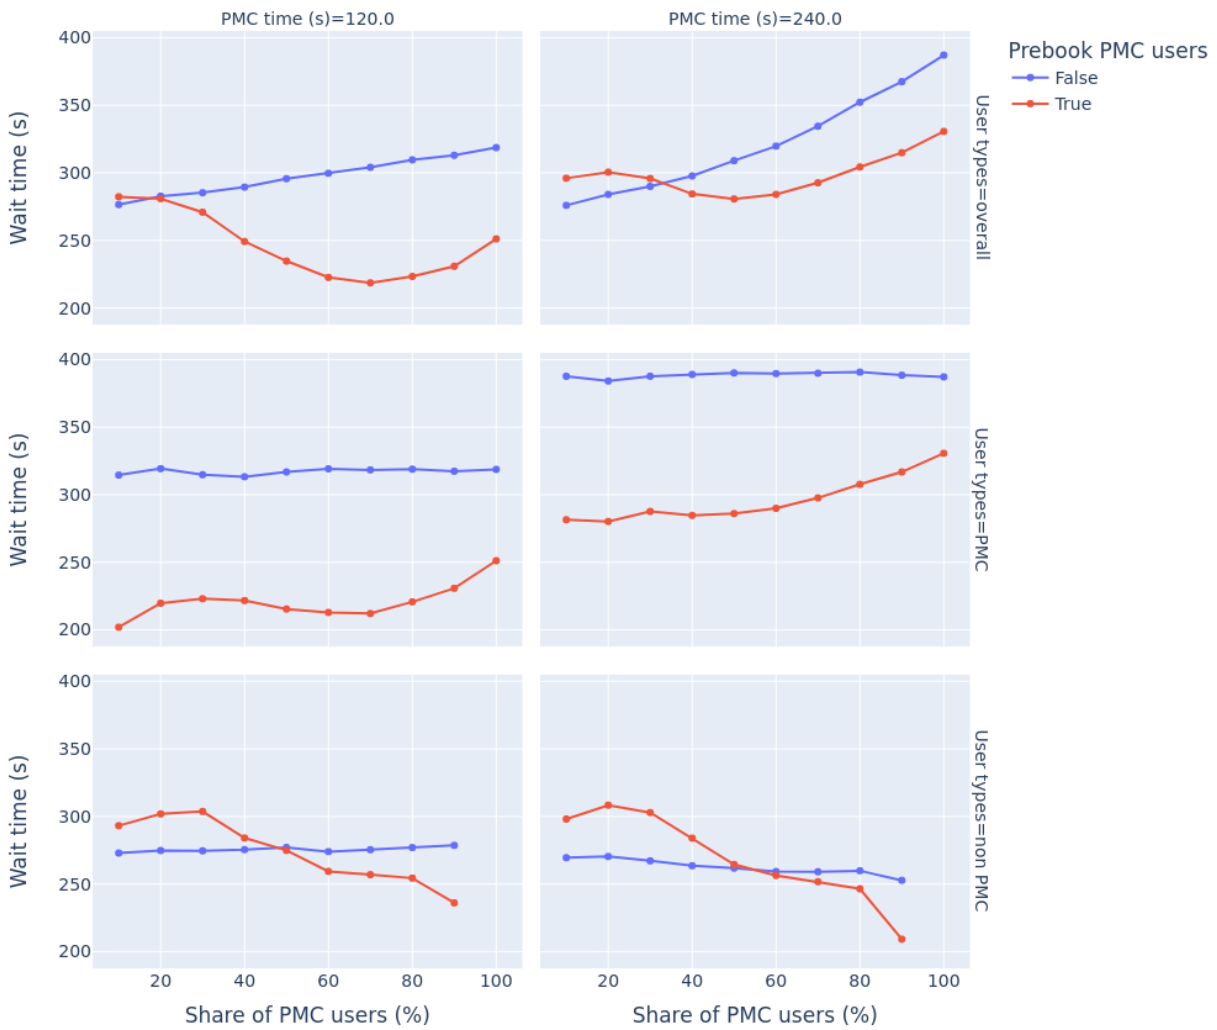 PMC time (s)=120.0
PMC time (s)=240.0
Prebook PMC users
False
True
400
350
300
250
200
Wait time (s)
User types=overall
400
350
300
250
200
Wait time (s)
User types=PMC
400
350
300
250
200
Wait time (s)
User types=non PMC
20 40 60 80 100
20 40 60 80 100
Share of PMC users (%)
Share of PMC users (%)